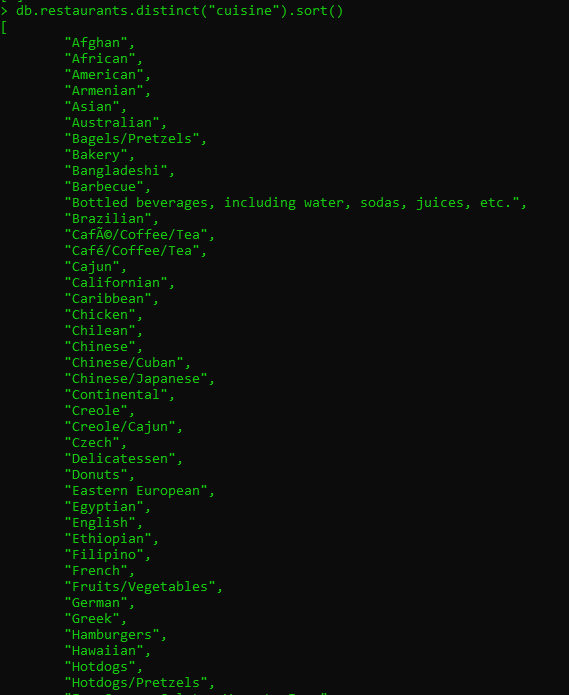 > db.restaurants.distinct("cuisine").sort()
[
"Afghan",
"African",
"American",
"Armenian",
"Asian",
"Australian",
"Bagels/Pretzels",
"Bakery",
"Bangladeshi",
"Barbecue",
"Bottled beverages, including water, sodas, juices, etc.",
"Brazilian",
"CafÃ©/Coffee/Tea",
"Café/Coffee/Tea",
"Cajun",
"Californian",
"Caribbean",
"Chicken",
"Chilean",
"Chinese",
"Chinese/Cuban",
"Chinese/Japanese",
"Continental",
"Creole",
"Creole/Cajun",
"Czech",
"Delicatessen",
"Donuts",
"Eastern European",
"Egyptian",
"English",
"Ethiopian",
"Filipino",
"French",
"Fruits/Vegetables",
"German",
"Greek",
"Hamburgers",
"Hawaiian",
"Hotdogs",
"Hotdogs/Pretzels",